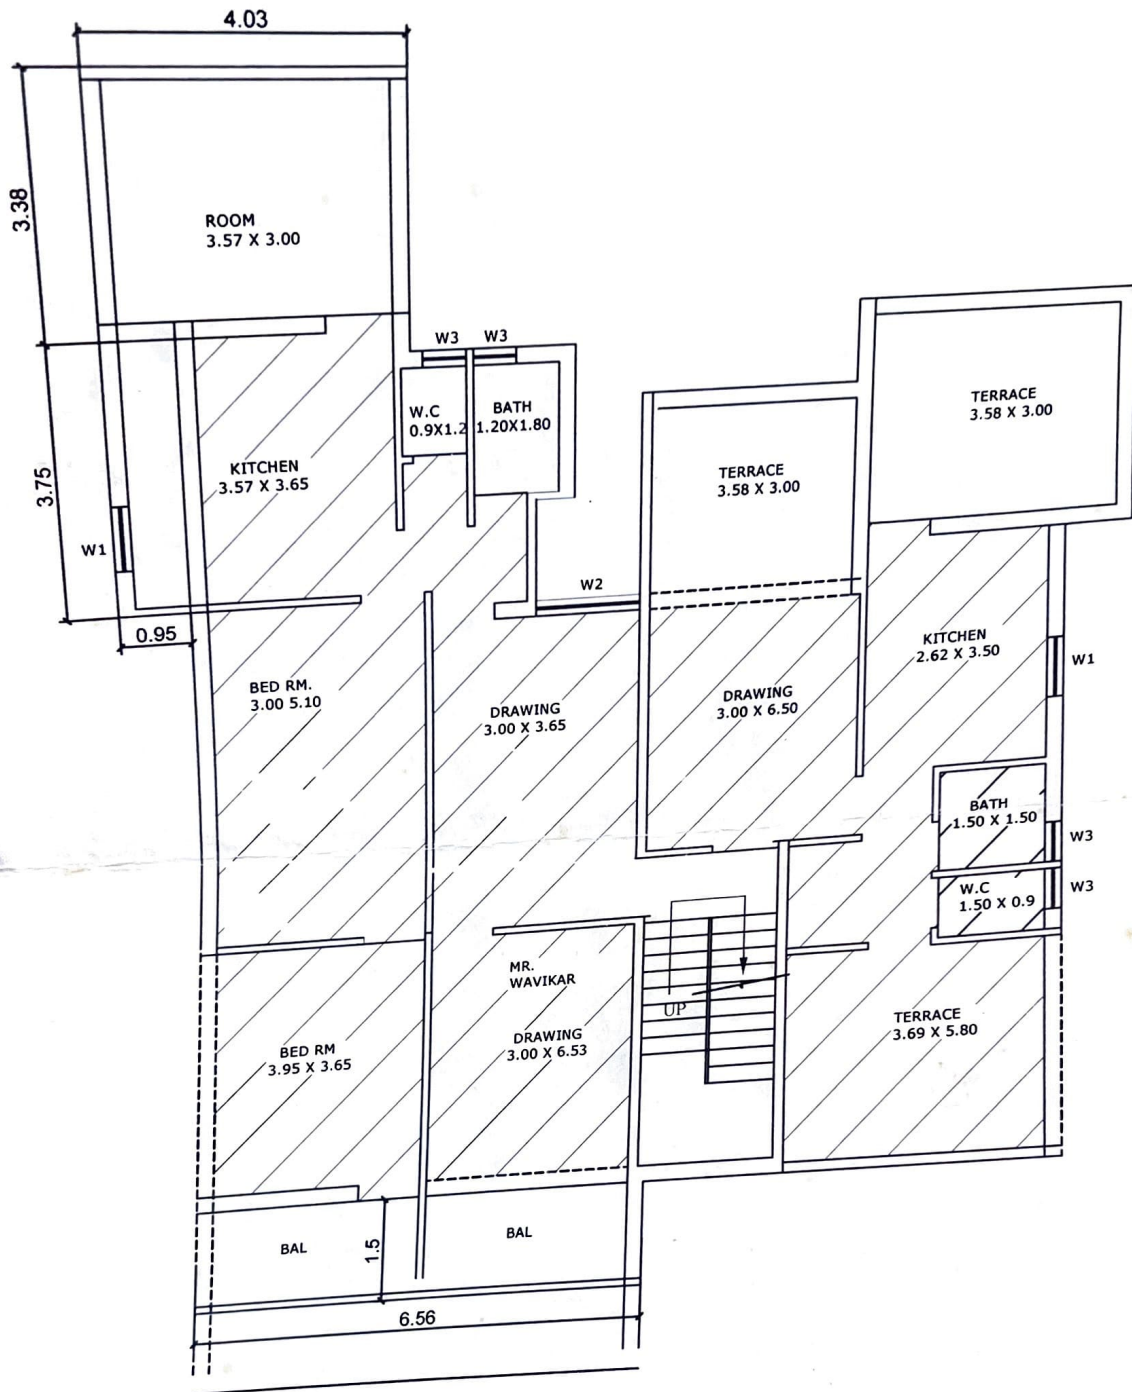 4.03
3.38
ROOM
3.57 X 3.00
W3
W3
W.C
0.9X1.2
BATH
1.20X1.80
TERRACE
3.58 X 3.00
TERRACE
3.58 X 3.00
3.75
KITCHEN
3.57 X 3.65
W1
W2
0.95
KITCHEN
2.62 X 3.50
W1
BED RM.
3.00 5.10
DRAWING
3.00 X 3.65
DRAWING
3.00 X 6.50
BATH
1.50 X 1.50
W3
W.C
1.50 X 0.9
W3
MR.
WAVIKAR
UP
DRAWING
3.00 X 6.53
BED RM
3.95 X 3.65
TERRACE
3.69 X 5.80
BAL
1.5
BAL
6.56